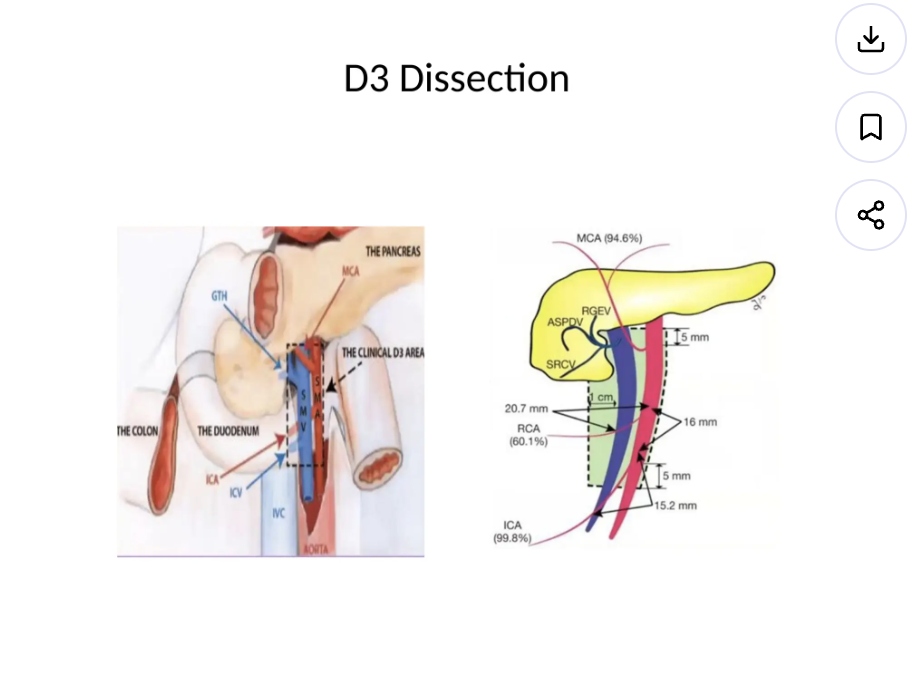 D3 Dissection
THE PANCREAS
MCA
GTH
THE CLINICAL D3 AREA
SMV
SMA
THE COLON
THE DUODENUM
ICA
ICV
IVC
AORTA
MCA (94.6%)
RGEV
ASPDV
SRCV
5 mm
1 cm
20.7 mm
RCA
(60.1%)
16 mm
5 mm
15.2 mm
ICA
(99.8%)